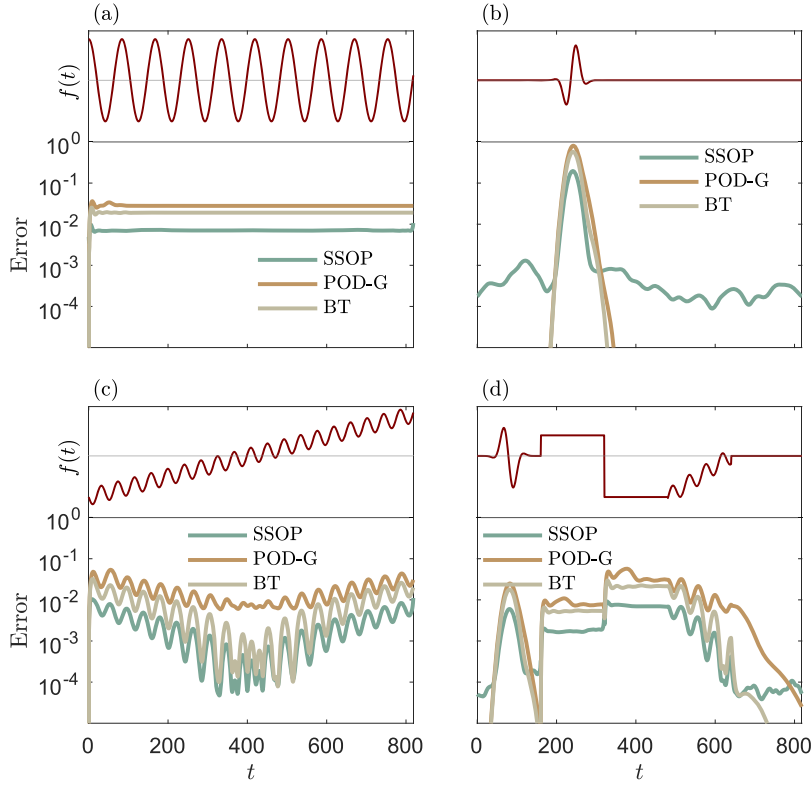 (a)
(b)
f(t)
10^0
10^-1
10^-2
10^-3
10^-4
Error
SSOP
POD-G
BT
SSOP
POD-G
BT
(c)
(d)
f(t)
10^0
10^-1
10^-2
10^-3
10^-4
Error
SSOP
POD-G
BT
SSOP
POD-G
BT
0 200 400 600 800
0 200 400 600 800
t
t